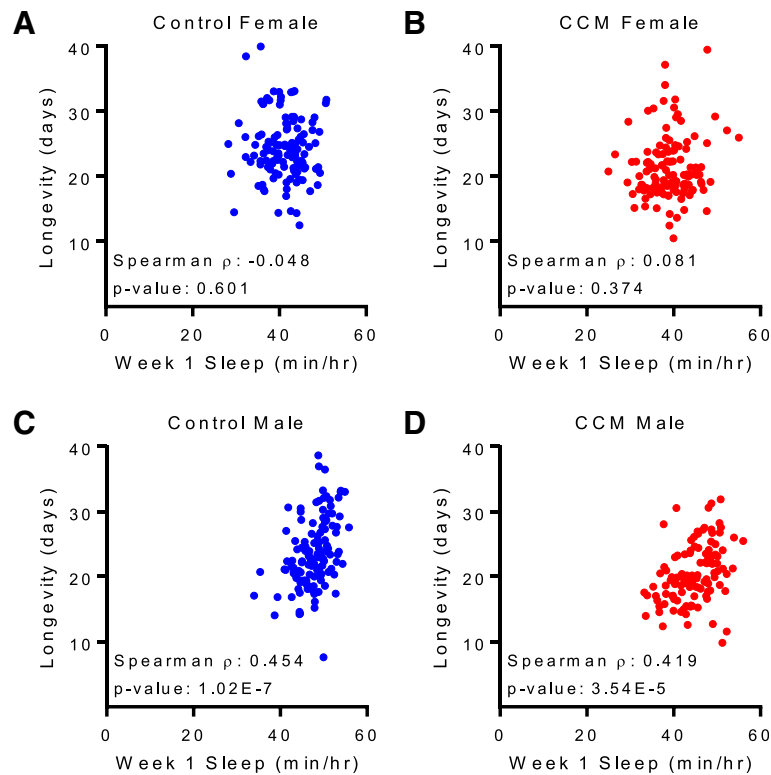 A
Control Female
Longevity (days)
40
30
20
10
Spearman ρ: -0.048
p-value: 0.601
0 20 40 60
Week 1 Sleep (min/hr)
B
CCM Female
Longevity (days)
40
30
20
10
Spearman ρ: 0.081
p-value: 0.374
0 20 40 60
Week 1 Sleep (min/hr)
C
Control Male
Longevity (days)
40
30
20
10
Spearman ρ: 0.454
p-value: 1.02E-7
0 20 40 60
Week 1 Sleep (min/hr)
D
CCM Male
Longevity (days)
40
30
20
10
Spearman ρ: 0.419
p-value: 3.54E-5
0 20 40 60
Week 1 Sleep (min/hr)